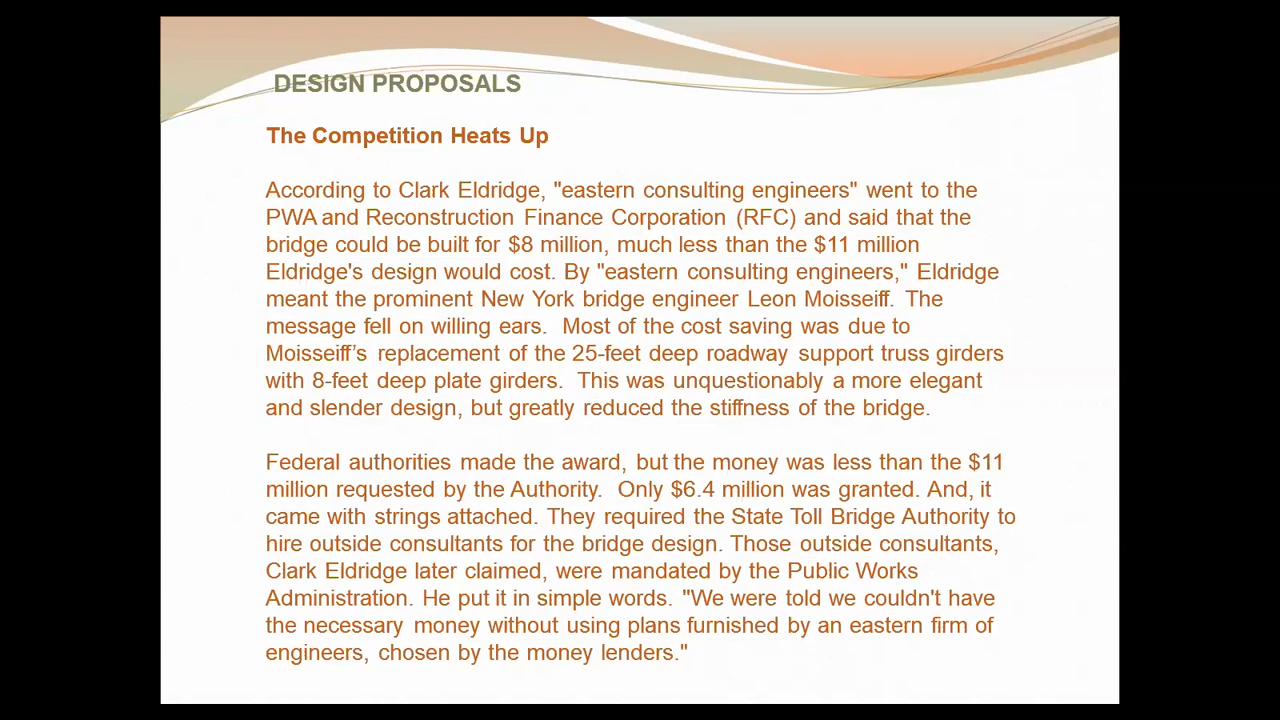 DESIGN PROPOSALS
The Competition Heats Up
According to Clark Eldridge, "eastern consulting engineers" went to the
PWA and Reconstruction Finance Corporation (RFC) and said that the
bridge could be built for $8 million, much less than the $11 million
Eldridge's design would cost. By "eastern consulting engineers," Eldridge
meant the prominent New York bridge engineer Leon Moisseiff. The
message fell on willing ears. Most of the cost saving was due to
Moisseiff’s replacement of the 25-feet deep roadway support truss girders
with 8-feet deep plate girders. This was unquestionably a more elegant
and slender design, but greatly reduced the stiffness of the bridge.
Federal authorities made the award, but the money was less than the $11
million requested by the Authority. Only $6.4 million was granted. And, it
came with strings attached. They required the State Toll Bridge Authority to
hire outside consultants for the bridge design. Those outside consultants,
Clark Eldridge later claimed, were mandated by the Public Works
Administration. He put it in simple words. "We were told we couldn't have
the necessary money without using plans furnished by an eastern firm of
engineers, chosen by the money lenders."